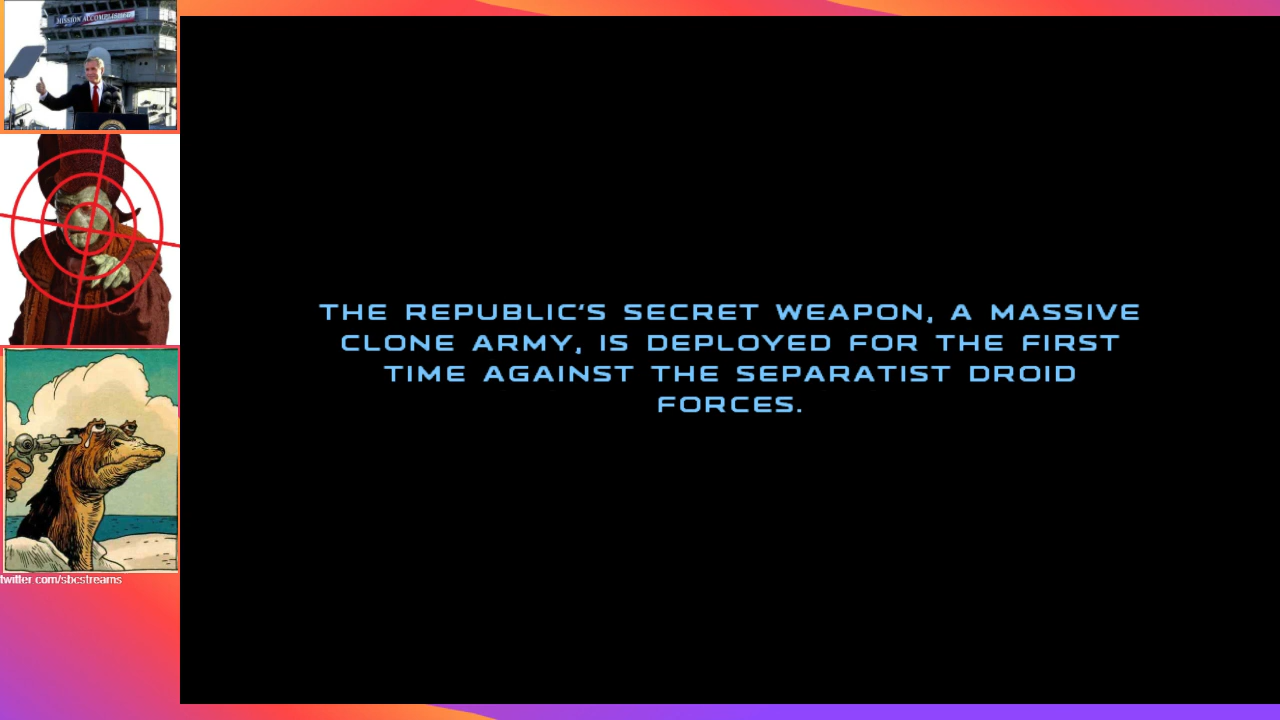 MISSION ACCOMPLISHED
THE REPUBLIC'S SECRET WEAPON, A MASSIVE
CLONE ARMY, IS DEPLOYED FOR THE FIRST
TIME AGAINST THE SEPARATIST DROID
FORCES.
twitter.com/sbcstreams